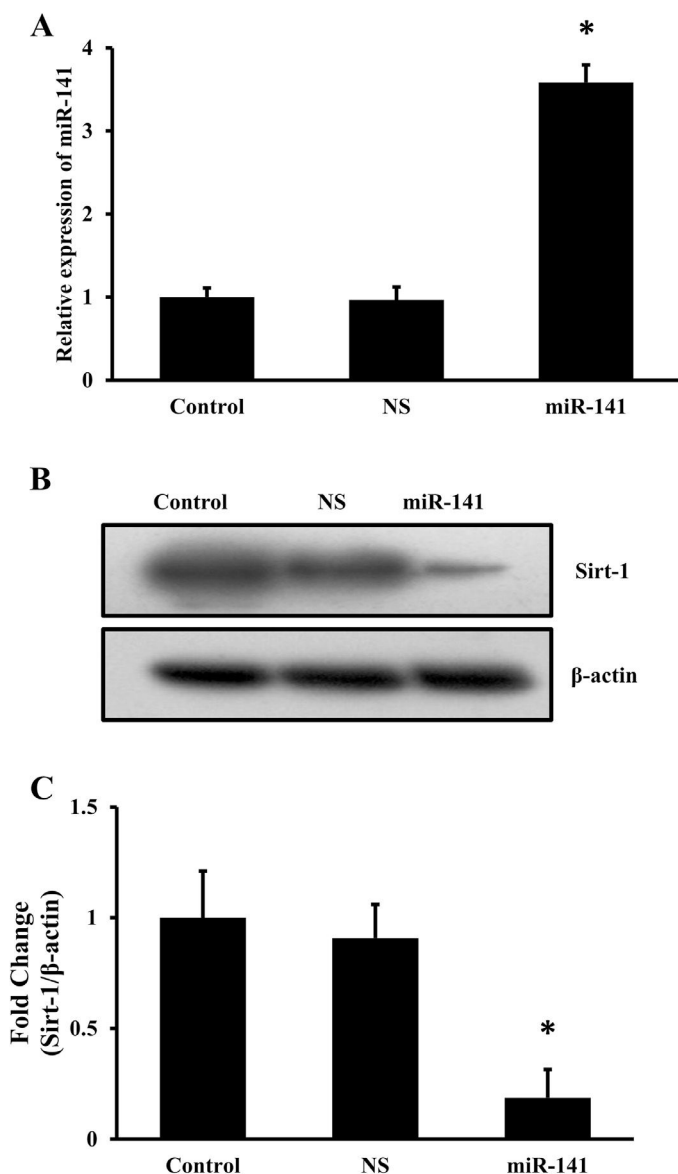 A
Relative expression of miR-141
4
3
2
1
0
*
Control NS miR-141
B
Control NS miR-141
Sirt-1
β-actin
C
Fold Change
(Sirt-1/β-actin)
1.5
1
0.5
0
*
Control NS miR-141